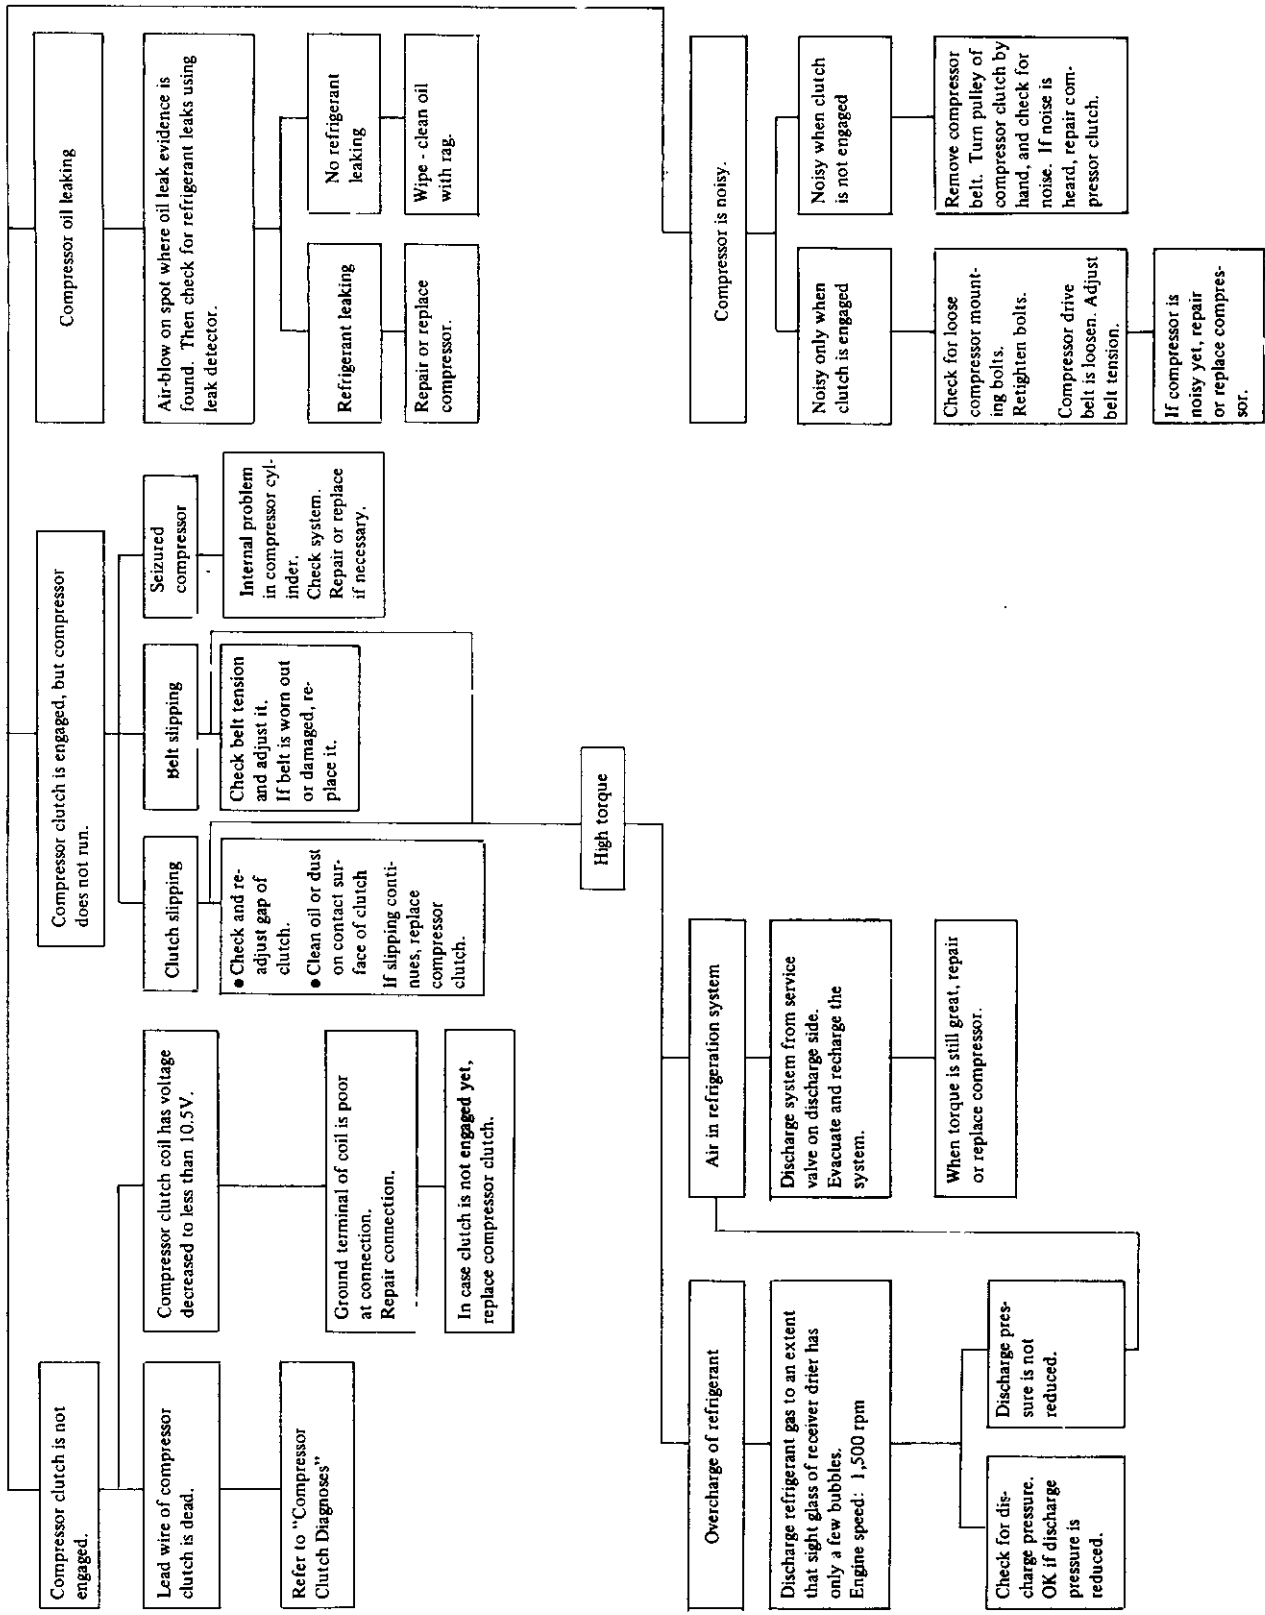 Compressor clutch is not
engaged.
Lead wire of compressor
clutch is dead.
Refer to "Compressor
Clutch Diagnoses"
Compressor clutch coil has voltage
decreased to less than 10.5V.
Ground terminal of coil is poor
at connection.
Repair connection.
In case clutch is not engaged yet,
replace compressor clutch.
Compressor clutch is engaged, but compressor
does not run.
Clutch slipping
● Check and re-
adjust gap of
clutch.
● Clean oil or dust
on contact sur-
face of clutch
If slipping conti-
nues, replace
compressor
clutch.
Belt slipping
Check belt tension
and adjust it.
If belt is worn out
or damaged, re-
place it.
Seizured
compressor
Internal problem
in compressor cyl-
inder.
Check system.
Repair or replace
if necessary.
High torque
Overcharge of refrigerant
Discharge refrigerant gas to an extent
that sight glass of receiver drier has
only a few bubbles.
Engine speed: 1,500 rpm
Check for dis-
charge pressure.
OK if discharge
pressure is
reduced.
Discharge pres-
sure is not
reduced.
Air in refrigeration system
Discharge system from service
valve on discharge side.
Evacuate and recharge the
system.
When torque is still great, repair
or replace compressor.
Compressor oil leaking
Air-blow on spot where oil leak evidence is
found. Then check for refrigerant leaks using
leak detector.
Refrigerant leaking
Repair or replace
compressor.
No refrigerant
leaking
Wipe - clean oil
with rag.
Compressor is noisy.
Noisy only when
clutch is engaged
Check for loose
compressor mount-
ing bolts.
Retighten bolts.
Compressor drive
belt is loosen. Adjust
belt tension.
If compressor is
noisy yet, repair
or replace compres-
sor.
Noisy when clutch
is not engaged
Remove compressor
belt. Turn pulley of
compressor clutch by
hand, and check for
noise. If noise is
heard, repair com-
pressor clutch.